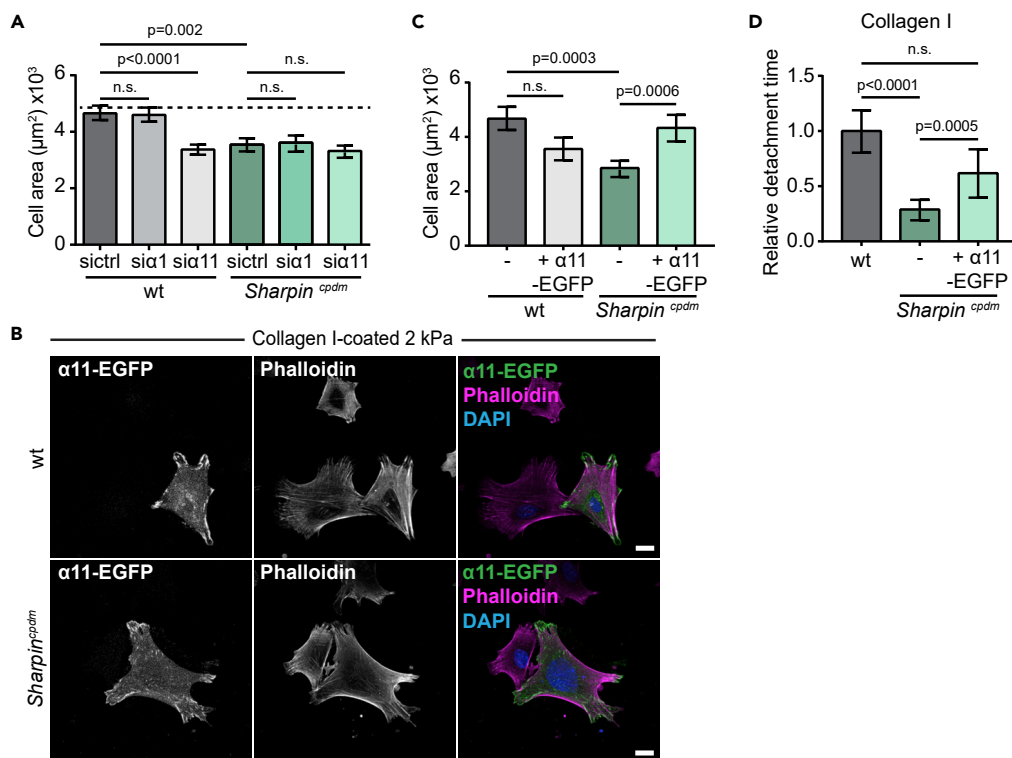 A
p=0.002
p<0.0001
n.s.
n.s.
n.s.
Cell area (µm²) x10³
6
4
2
0
sictrl siα1 siα11 sictrl siα1 siα11
wt
Sharpin cpdm
C
p=0.0003
n.s.
p=0.0006
Cell area (µm²) x10³
6
4
2
0
- + α11 -EGFP - + α11 -EGFP
wt
Sharpin cpdm
D
Collagen I
n.s.
p<0.0001
p=0.0005
Relative detachment time
1.5
1.0
0.5
0.0
wt - + α11 -EGFP
Sharpin cpdm
B
Collagen I-coated 2 kPa
α11-EGFP
Phalloidin
α11-EGFP
Phalloidin
DAPI
wt
α11-EGFP
Phalloidin
α11-EGFP
Phalloidin
DAPI
Sharpin cpdm